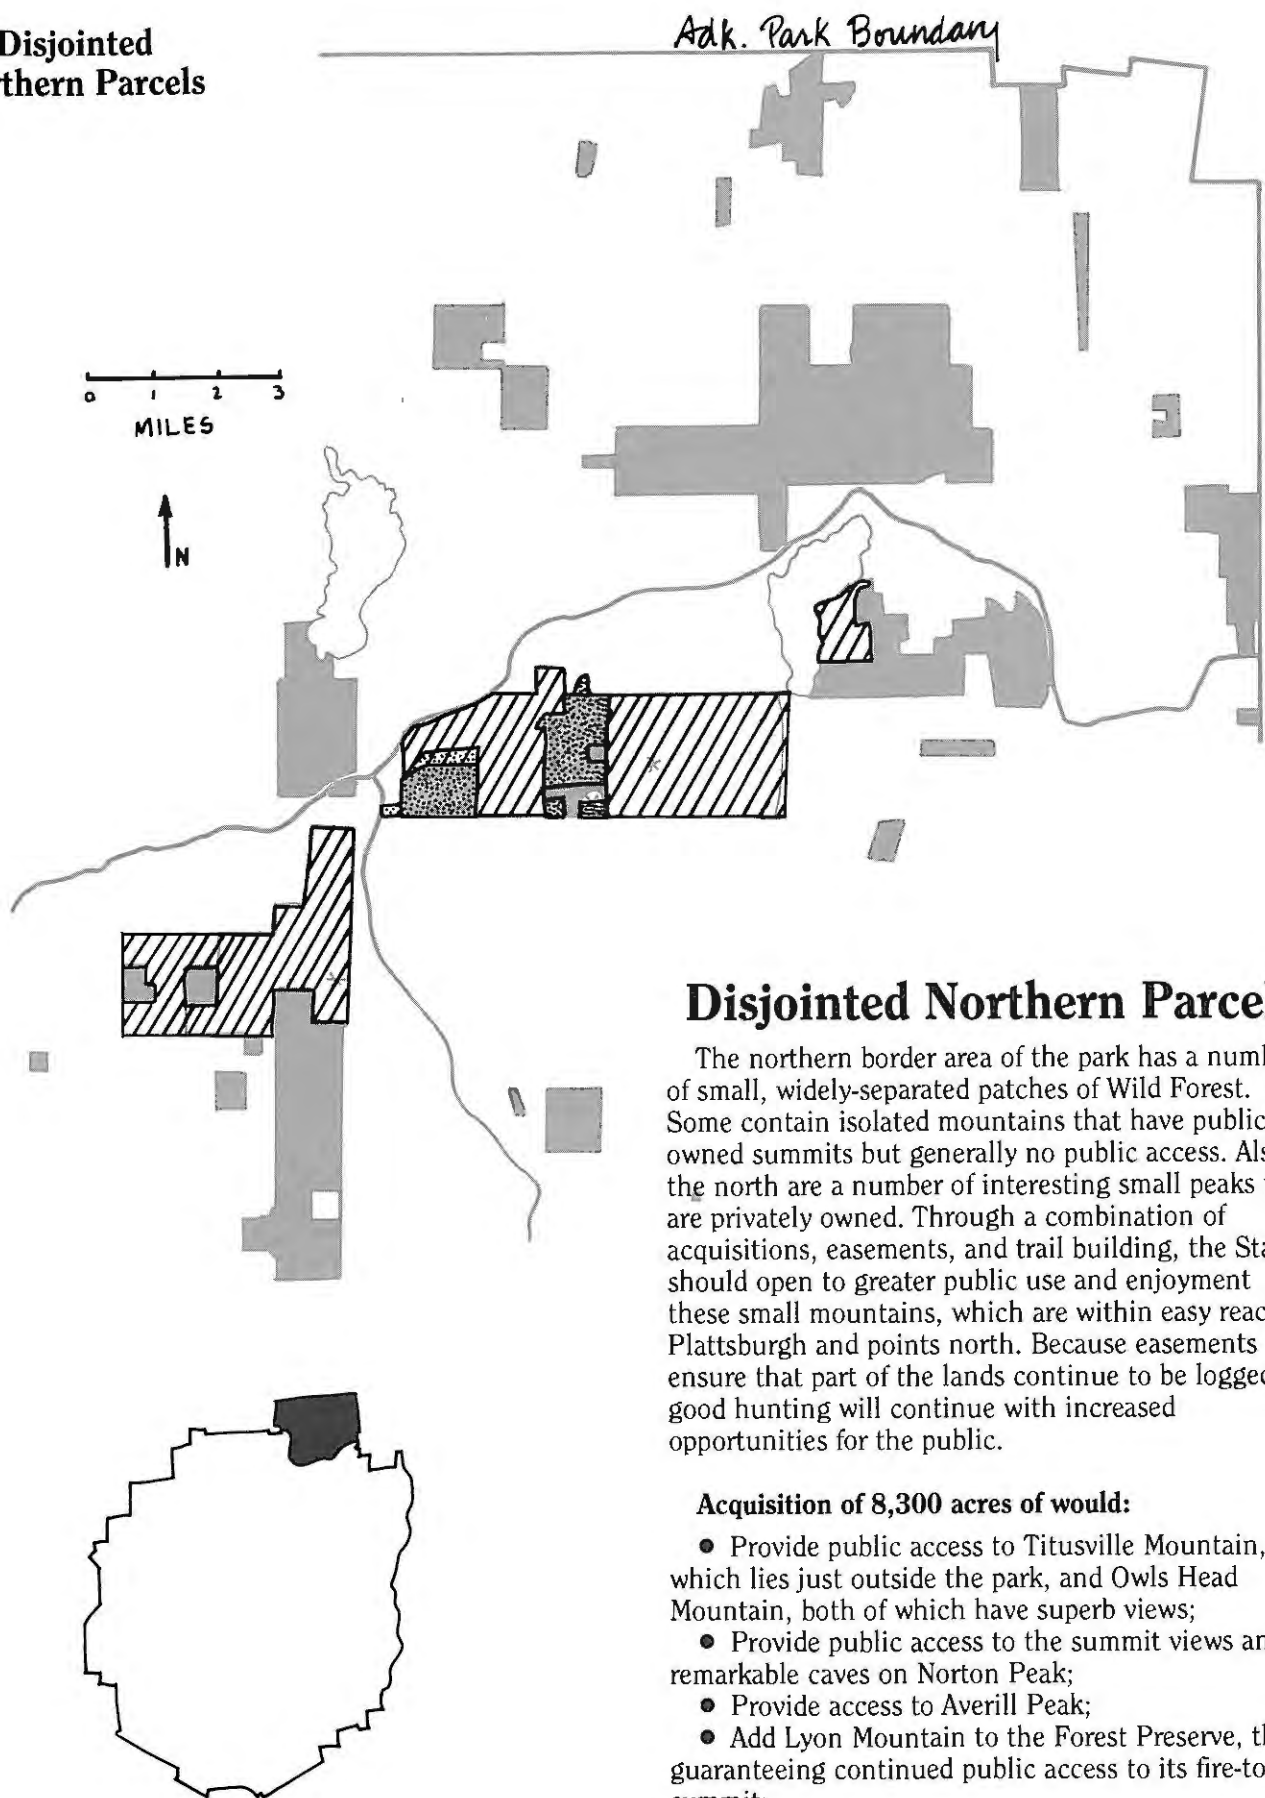 Disjointed
thern Parcels
Adk. Park Boundary
0 1 2 3
MILES
N
Disjointed Northern Parce
The northern border area of the park has a num
of small, widely-separated patches of Wild Forest.
Some contain isolated mountains that have public
owned summits but generally no public access. Als
the north are a number of interesting small peaks
are privately owned. Through a combination of
acquisitions, easements, and trail building, the Sta
should open to greater public use and enjoyment
these small mountains, which are within easy reac
Plattsburgh and points north. Because easements
ensure that part of the lands continue to be logge
good hunting will continue with increased
opportunities for the public.
Acquisition of 8,300 acres of would:
● Provide public access to Titusville Mountain,
which lies just outside the park, and Owls Head
Mountain, both of which have superb views;
● Provide public access to the summit views an
remarkable caves on Norton Peak;
● Provide access to Averill Peak;
● Add Lyon Mountain to the Forest Preserve, th
guaranteeing continued public access to its fire-to